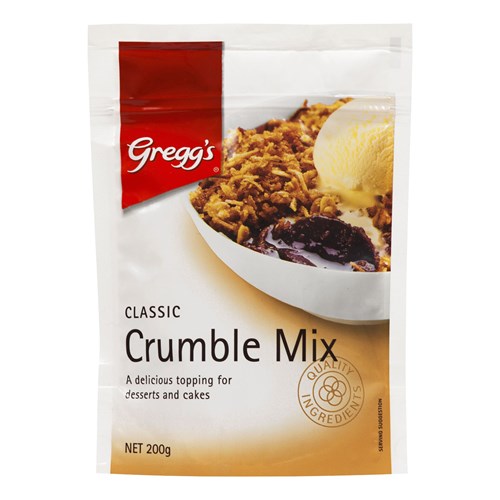 Gregg's
CLASSIC
Crumble Mix
A delicious topping for
desserts and cakes
QUALITY
INGREDIENTS
NET 200g
SERVING SUGGESTION